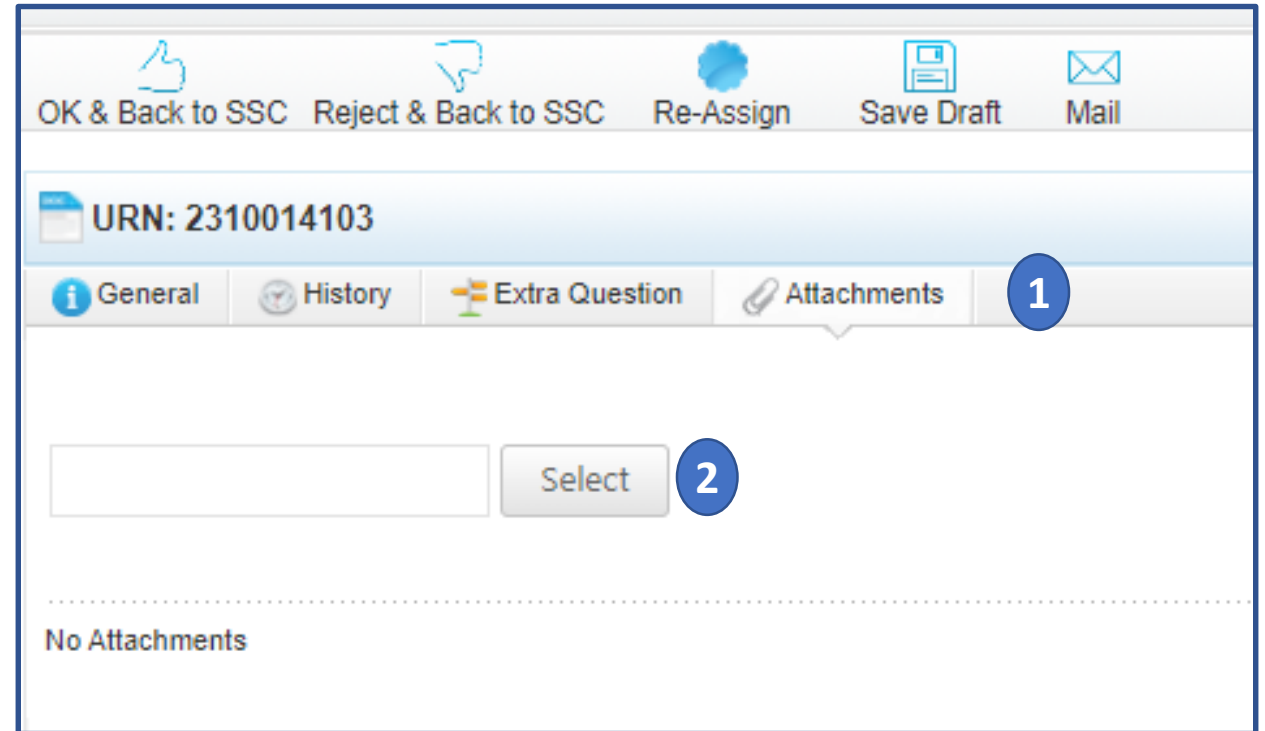 OK & Back to SSC Reject & Back to SSC Re-Assign Save Draft Mail
URN: 2310014103
General History Extra Question Attachments 1
Select 2
No Attachments